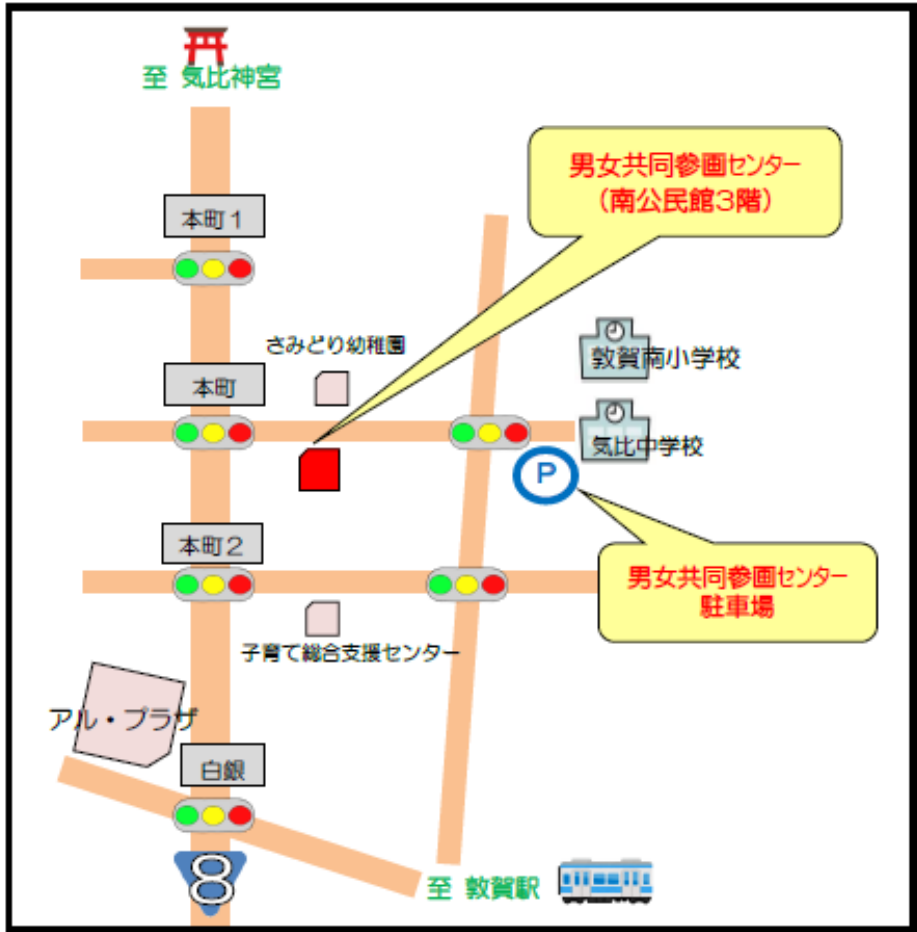 至 気比神宮
男女共同参画センター
(南公民館3階)
本町1
さみどり幼稚園
敦賀南小学校
本町
気比中学校
P
本町2
男女共同参画センター
駐車場
子育て総合支援センター
アル・プラザ
白銀
8
至 敦賀駅